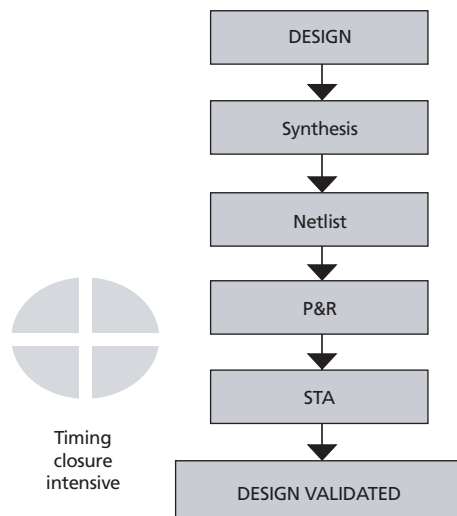 DESIGN
Synthesis
Netlist
P&R
STA
Timing
closure
intensive
DESIGN VALIDATED